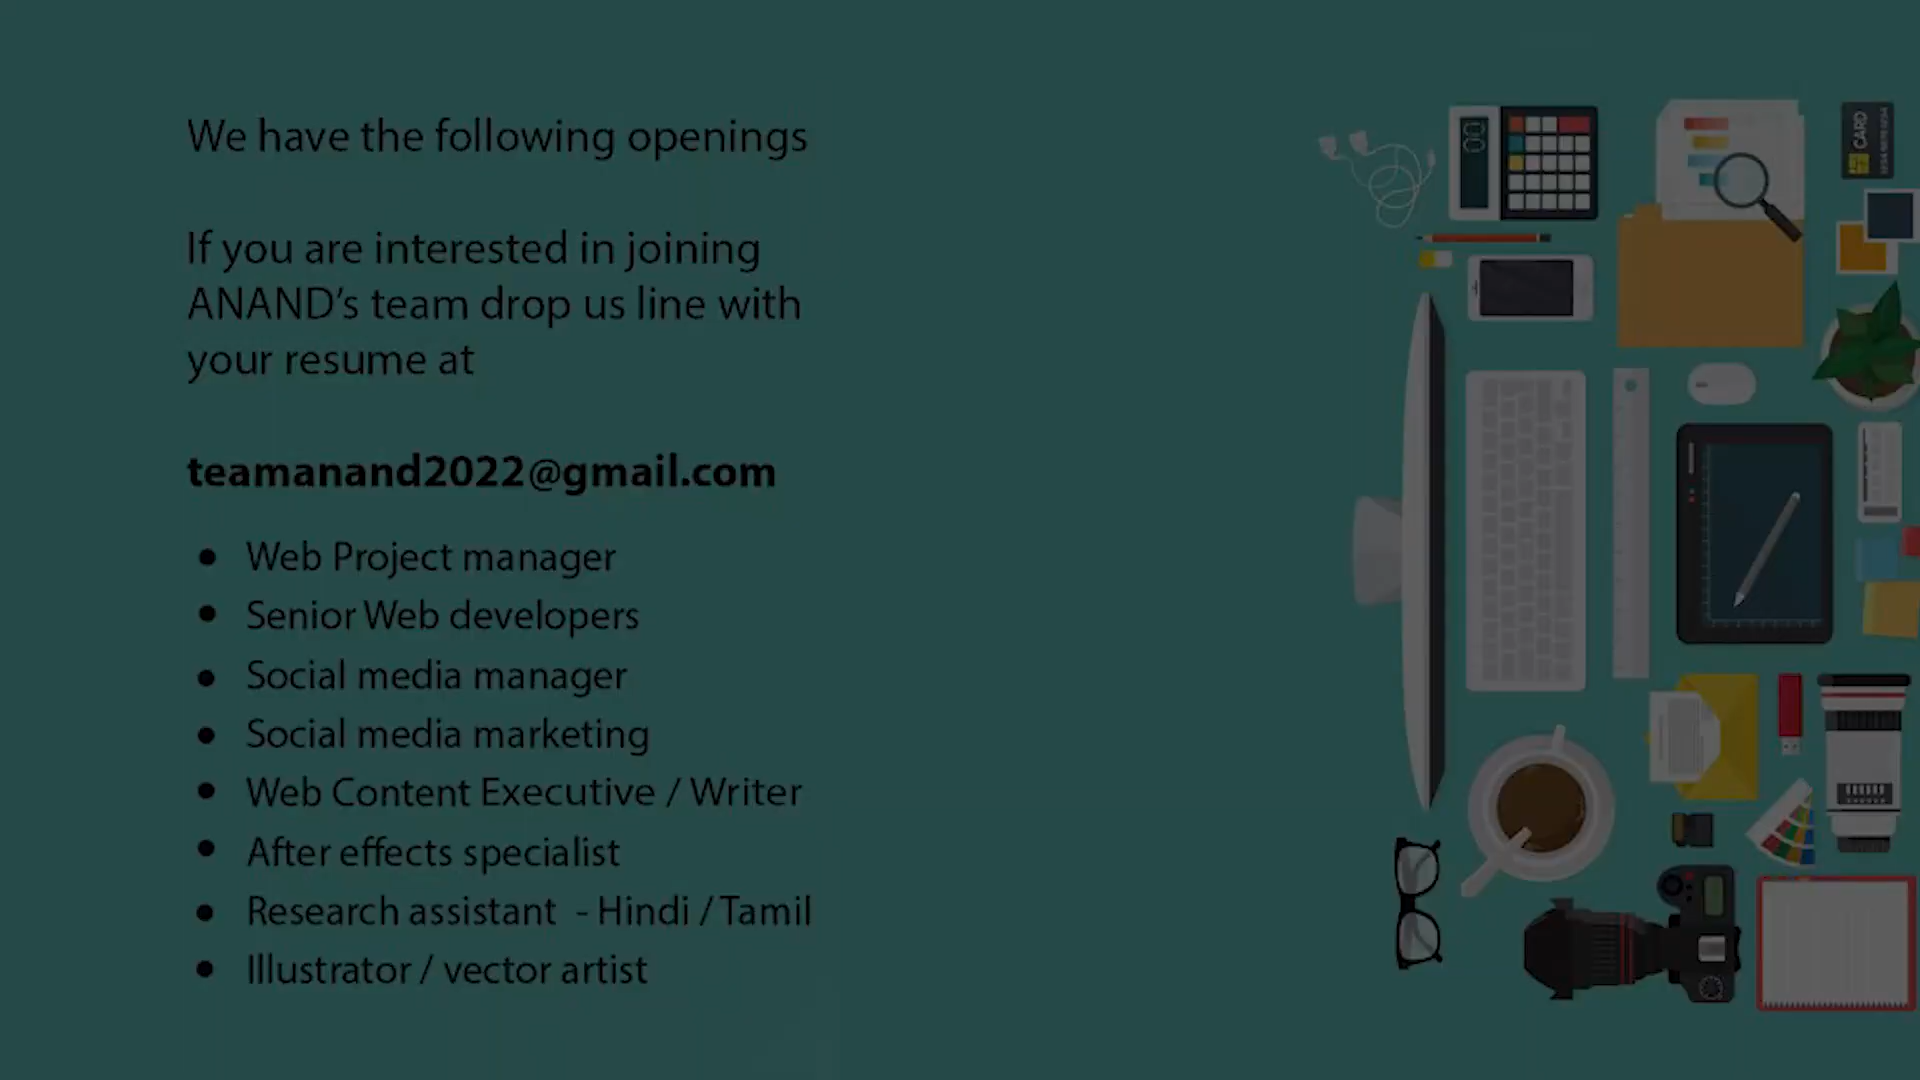 We have the following openings
If you are interested in joining
ANAND’s team drop us line with
your resume at
teamanand2022@gmail.com
• Web Project manager
• Senior Web developers
• Social media manager
• Social media marketing
• Web Content Executive / Writer
• After effects specialist
• Research assistant - Hindi / Tamil
• Illustrator / vector artist
CARD